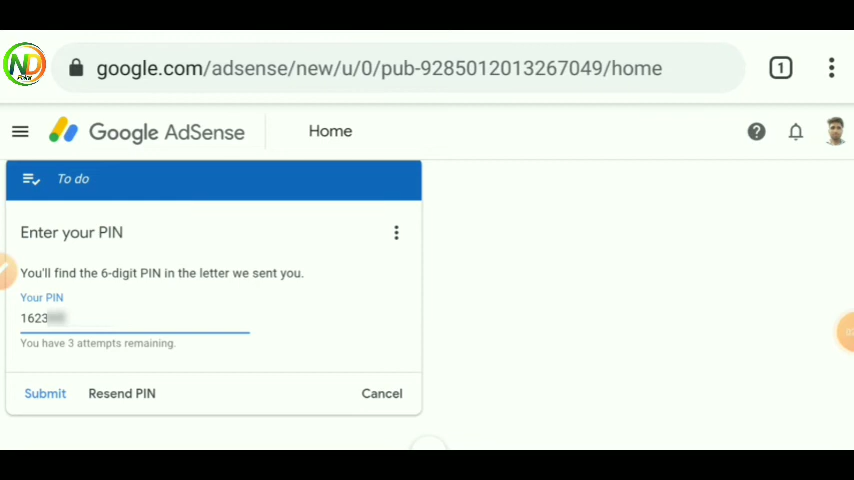 ND
google.com/adsense/new/u/0/pub-9285012013267049/home
1
Google AdSense
Home
To do
Enter your PIN
You'll find the 6-digit PIN in the letter we sent you.
Your PIN
1623
You have 3 attempts remaining.
Submit
Resend PIN
Cancel